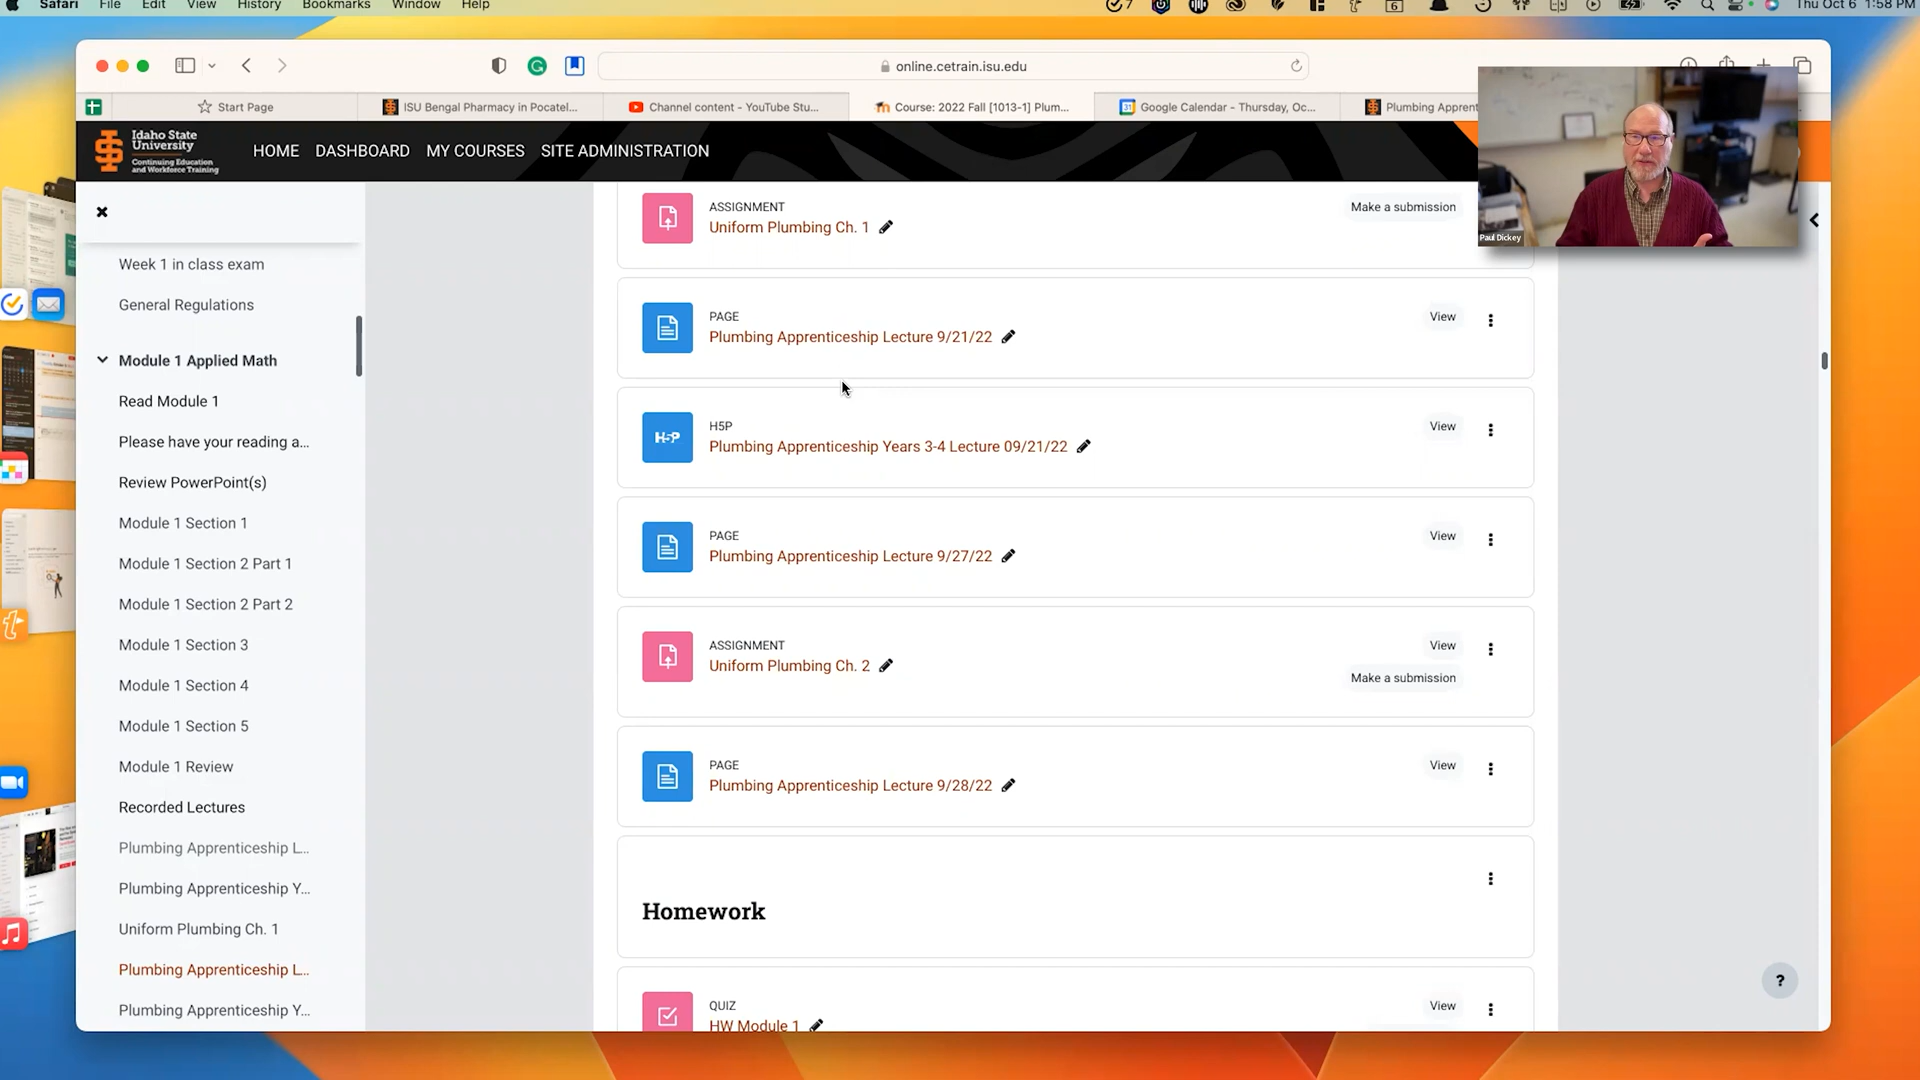 Safari File Edit View History Bookmarks Window Help 7 6 Thu Oct 6 1:58 PM
online.cetrain.isu.edu
Start Page ISU Bengal Pharmacy in Pocatel... Channel content - YouTube Stu... Course: 2022 Fall [1013-1] Plum... Google Calendar - Thursday, Oc... Plumbing Apprent
Idaho State
University
Continuing Education
and Workforce Training
HOME DASHBOARD MY COURSES SITE ADMINISTRATION
Paul Dickey
Week 1 in class exam
General Regulations
Module 1 Applied Math
Read Module 1
Please have your reading a...
Review PowerPoint(s)
Module 1 Section 1
Module 1 Section 2 Part 1
Module 1 Section 2 Part 2
Module 1 Section 3
Module 1 Section 4
Module 1 Section 5
Module 1 Review
Recorded Lectures
Plumbing Apprenticeship L...
Plumbing Apprenticeship Y...
Uniform Plumbing Ch. 1
Plumbing Apprenticeship L...
Plumbing Apprenticeship Y...
ASSIGNMENT
Uniform Plumbing Ch. 1
Make a submission
PAGE
Plumbing Apprenticeship Lecture 9/21/22
View
H5P
H5P
Plumbing Apprenticeship Years 3-4 Lecture 09/21/22
View
PAGE
Plumbing Apprenticeship Lecture 9/27/22
View
ASSIGNMENT
Uniform Plumbing Ch. 2
View
Make a submission
PAGE
Plumbing Apprenticeship Lecture 9/28/22
View
Homework
QUIZ
HW Module 1
View
?